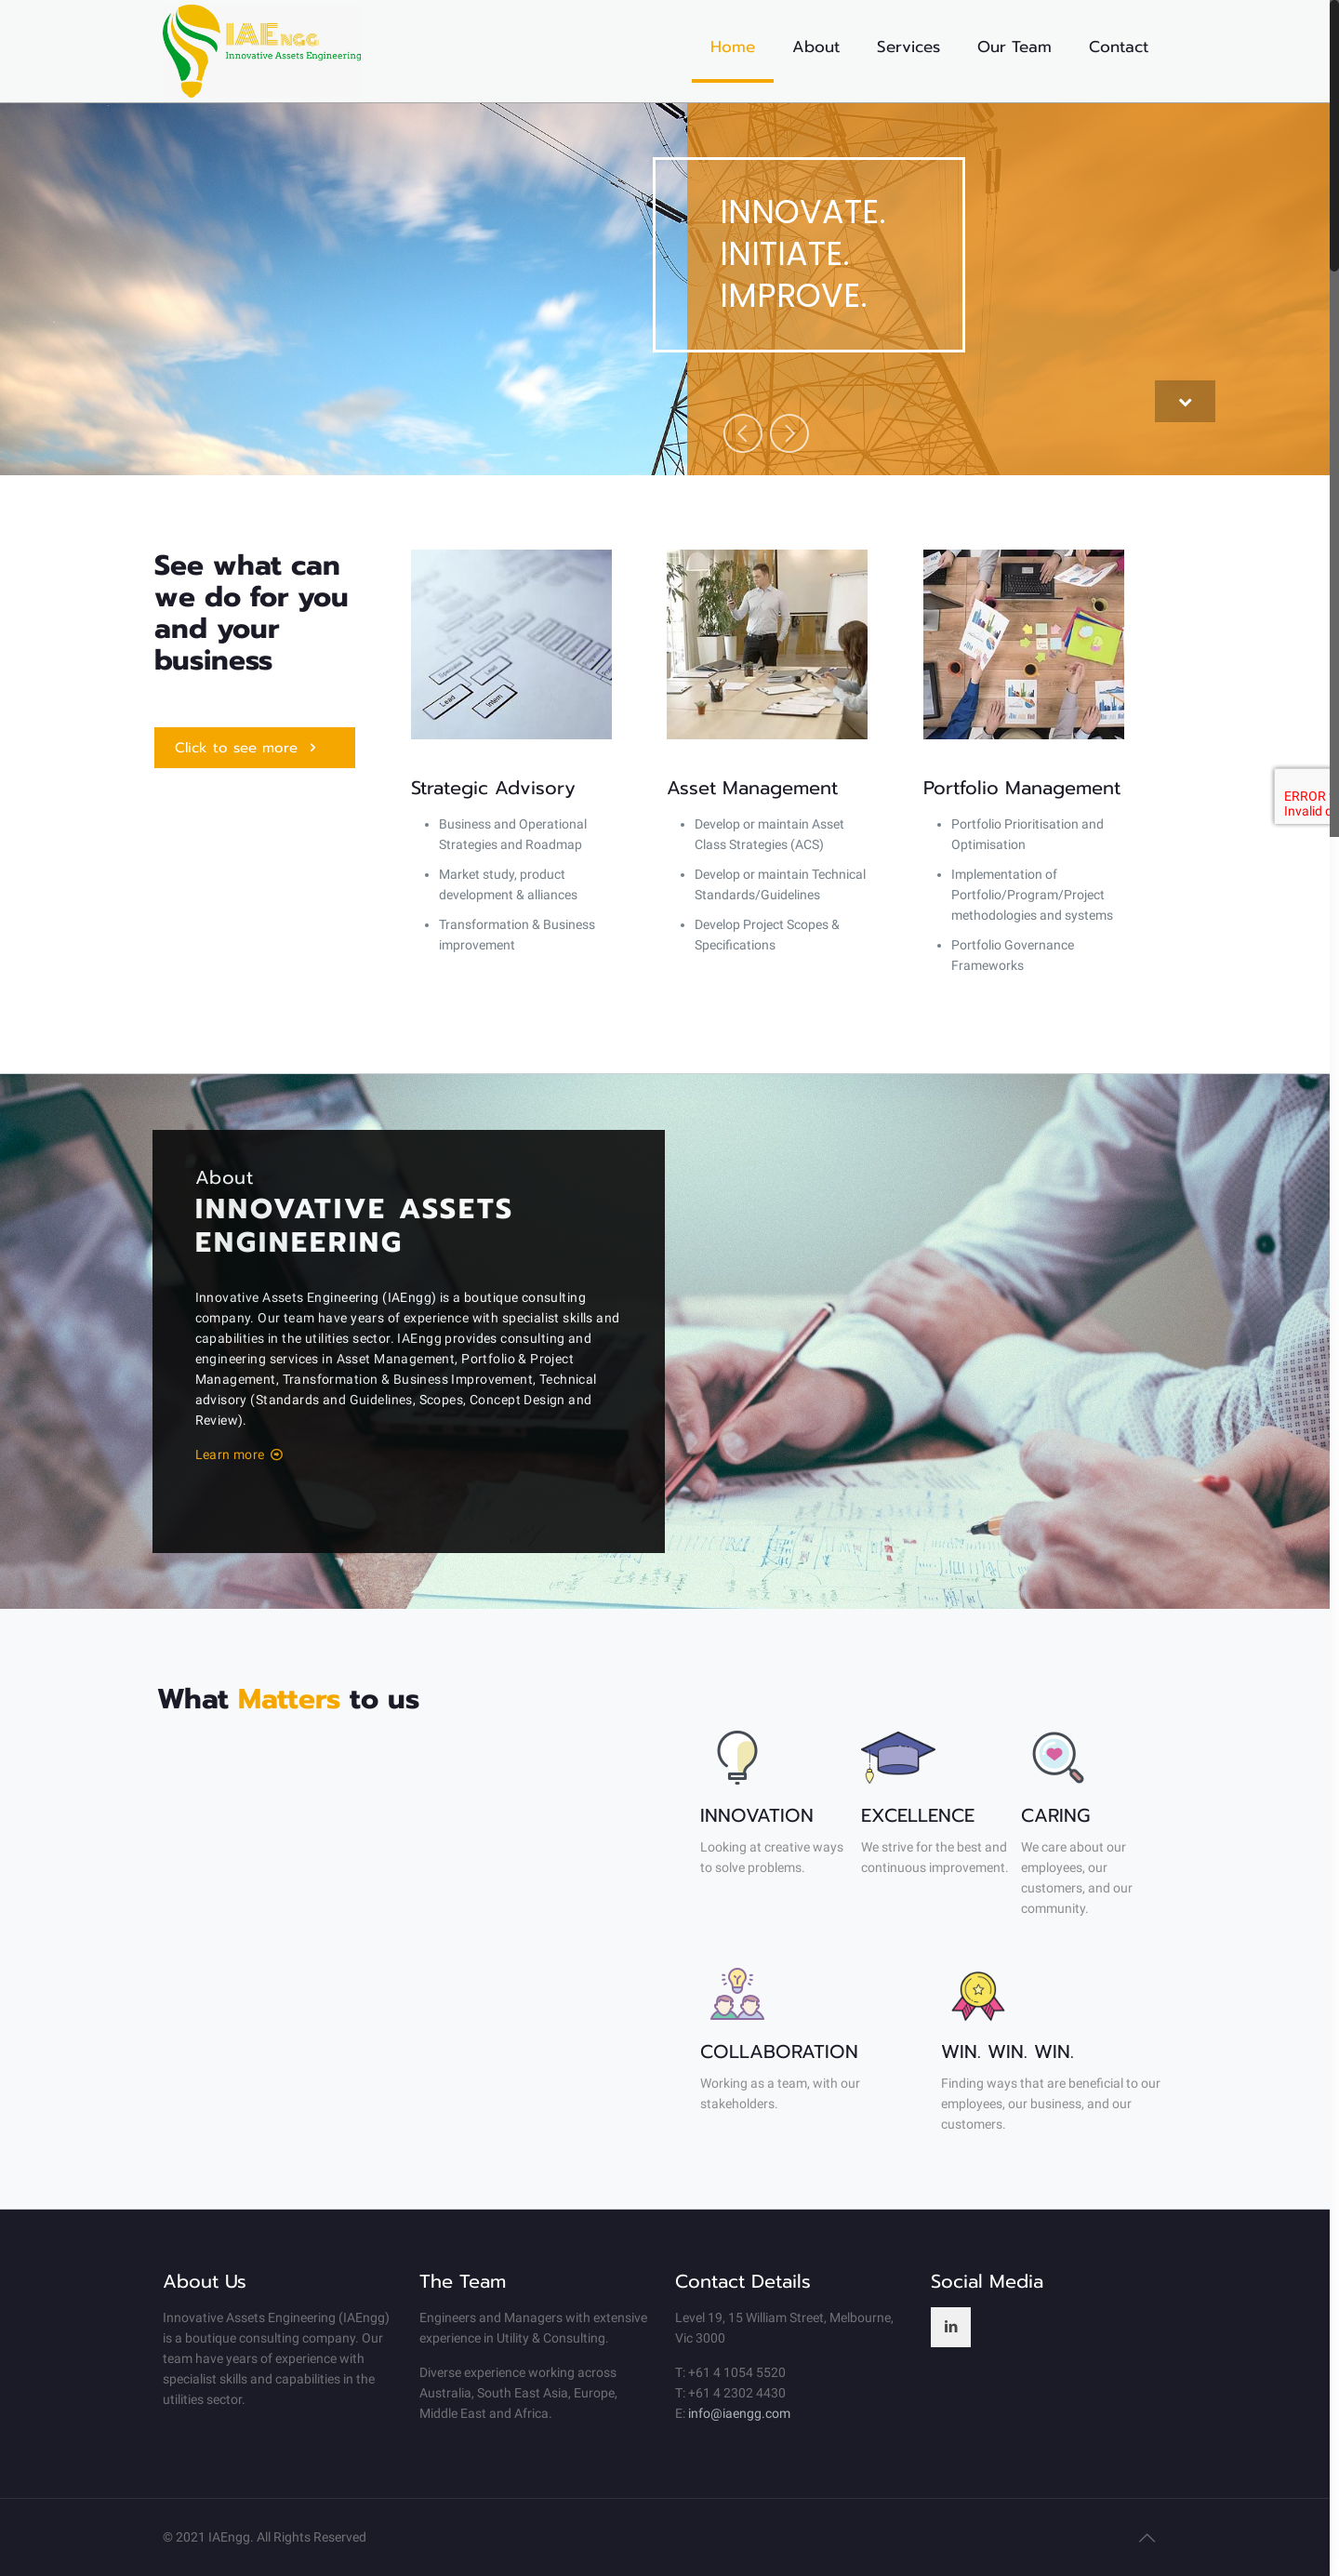 IAENGG
Innovative Assets Engineering
Home
About
Services
Our Team
Contact
INNOVATE.
INITIATE.
IMPROVE.
See what can
we do for you
and your
business
Click to see more
Lead
Intern
Strategic Advisory
Business and Operational
Strategies and Roadmap
Market study, product
development & alliances
Transformation & Business
improvement
Asset Management
Develop or maintain Asset
Class Strategies (ACS)
Develop or maintain Technical
Standards/Guidelines
Develop Project Scopes &
Specifications
Portfolio Management
Portfolio Prioritisation and
Optimisation
Implementation of
Portfolio/Program/Project
methodologies and systems
Portfolio Governance
Frameworks
ERROR
Invalid
About
INNOVATIVE ASSETS
ENGINEERING
Innovative Assets Engineering (IAEngg) is a boutique consulting
company. Our team have years of experience with specialist skills and
capabilities in the utilities sector. IAEngg provides consulting and
engineering services in Asset Management, Portfolio & Project
Management, Transformation & Business Improvement, Technical
advisory (Standards and Guidelines, Scopes, Concept Design and
Review).
Learn more
What Matters to us
INNOVATION
Looking at creative ways
to solve problems.
EXCELLENCE
We strive for the best and
continuous improvement.
CARING
We care about our
employees, our
customers, and our
community.
COLLABORATION
Working as a team, with our
stakeholders.
WIN. WIN. WIN.
Finding ways that are beneficial to our
employees, our business, and our
customers.
About Us
Innovative Assets Engineering (IAEngg)
is a boutique consulting company. Our
team have years of experience with
specialist skills and capabilities in the
utilities sector.
The Team
Engineers and Managers with extensive
experience in Utility & Consulting.
Diverse experience working across
Australia, South East Asia, Europe,
Middle East and Africa.
Contact Details
Level 19, 15 William Street, Melbourne,
Vic 3000
T: +61 4 1054 5520
T: +61 4 2302 4430
E: info@iaengg.com
Social Media
in
© 2021 IAEngg. All Rights Reserved